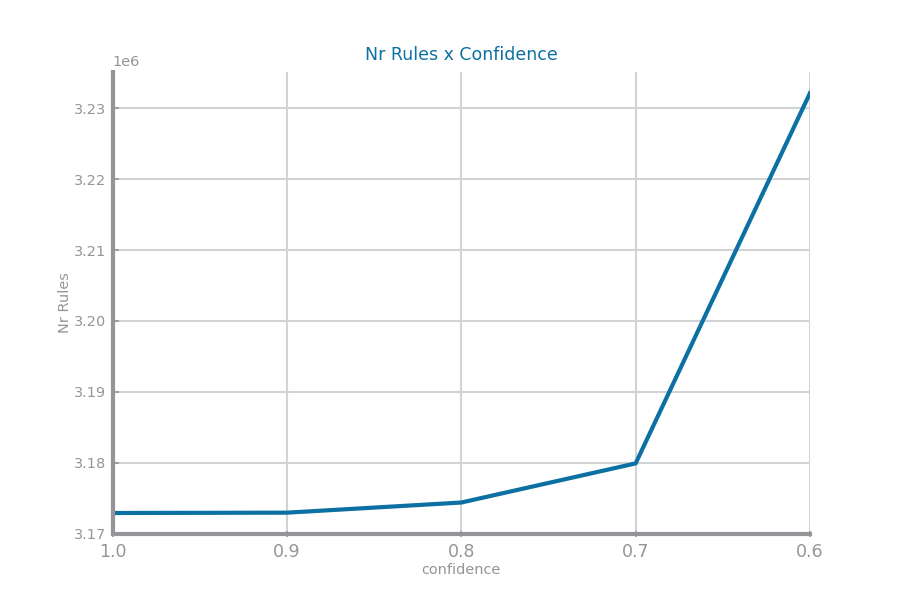 Nr Rules x Confidence
1e6
3.23
3.22
3.21
3.20
3.19
3.18
3.17
Nr Rules
1.0 0.9 0.8 0.7 0.6
confidence